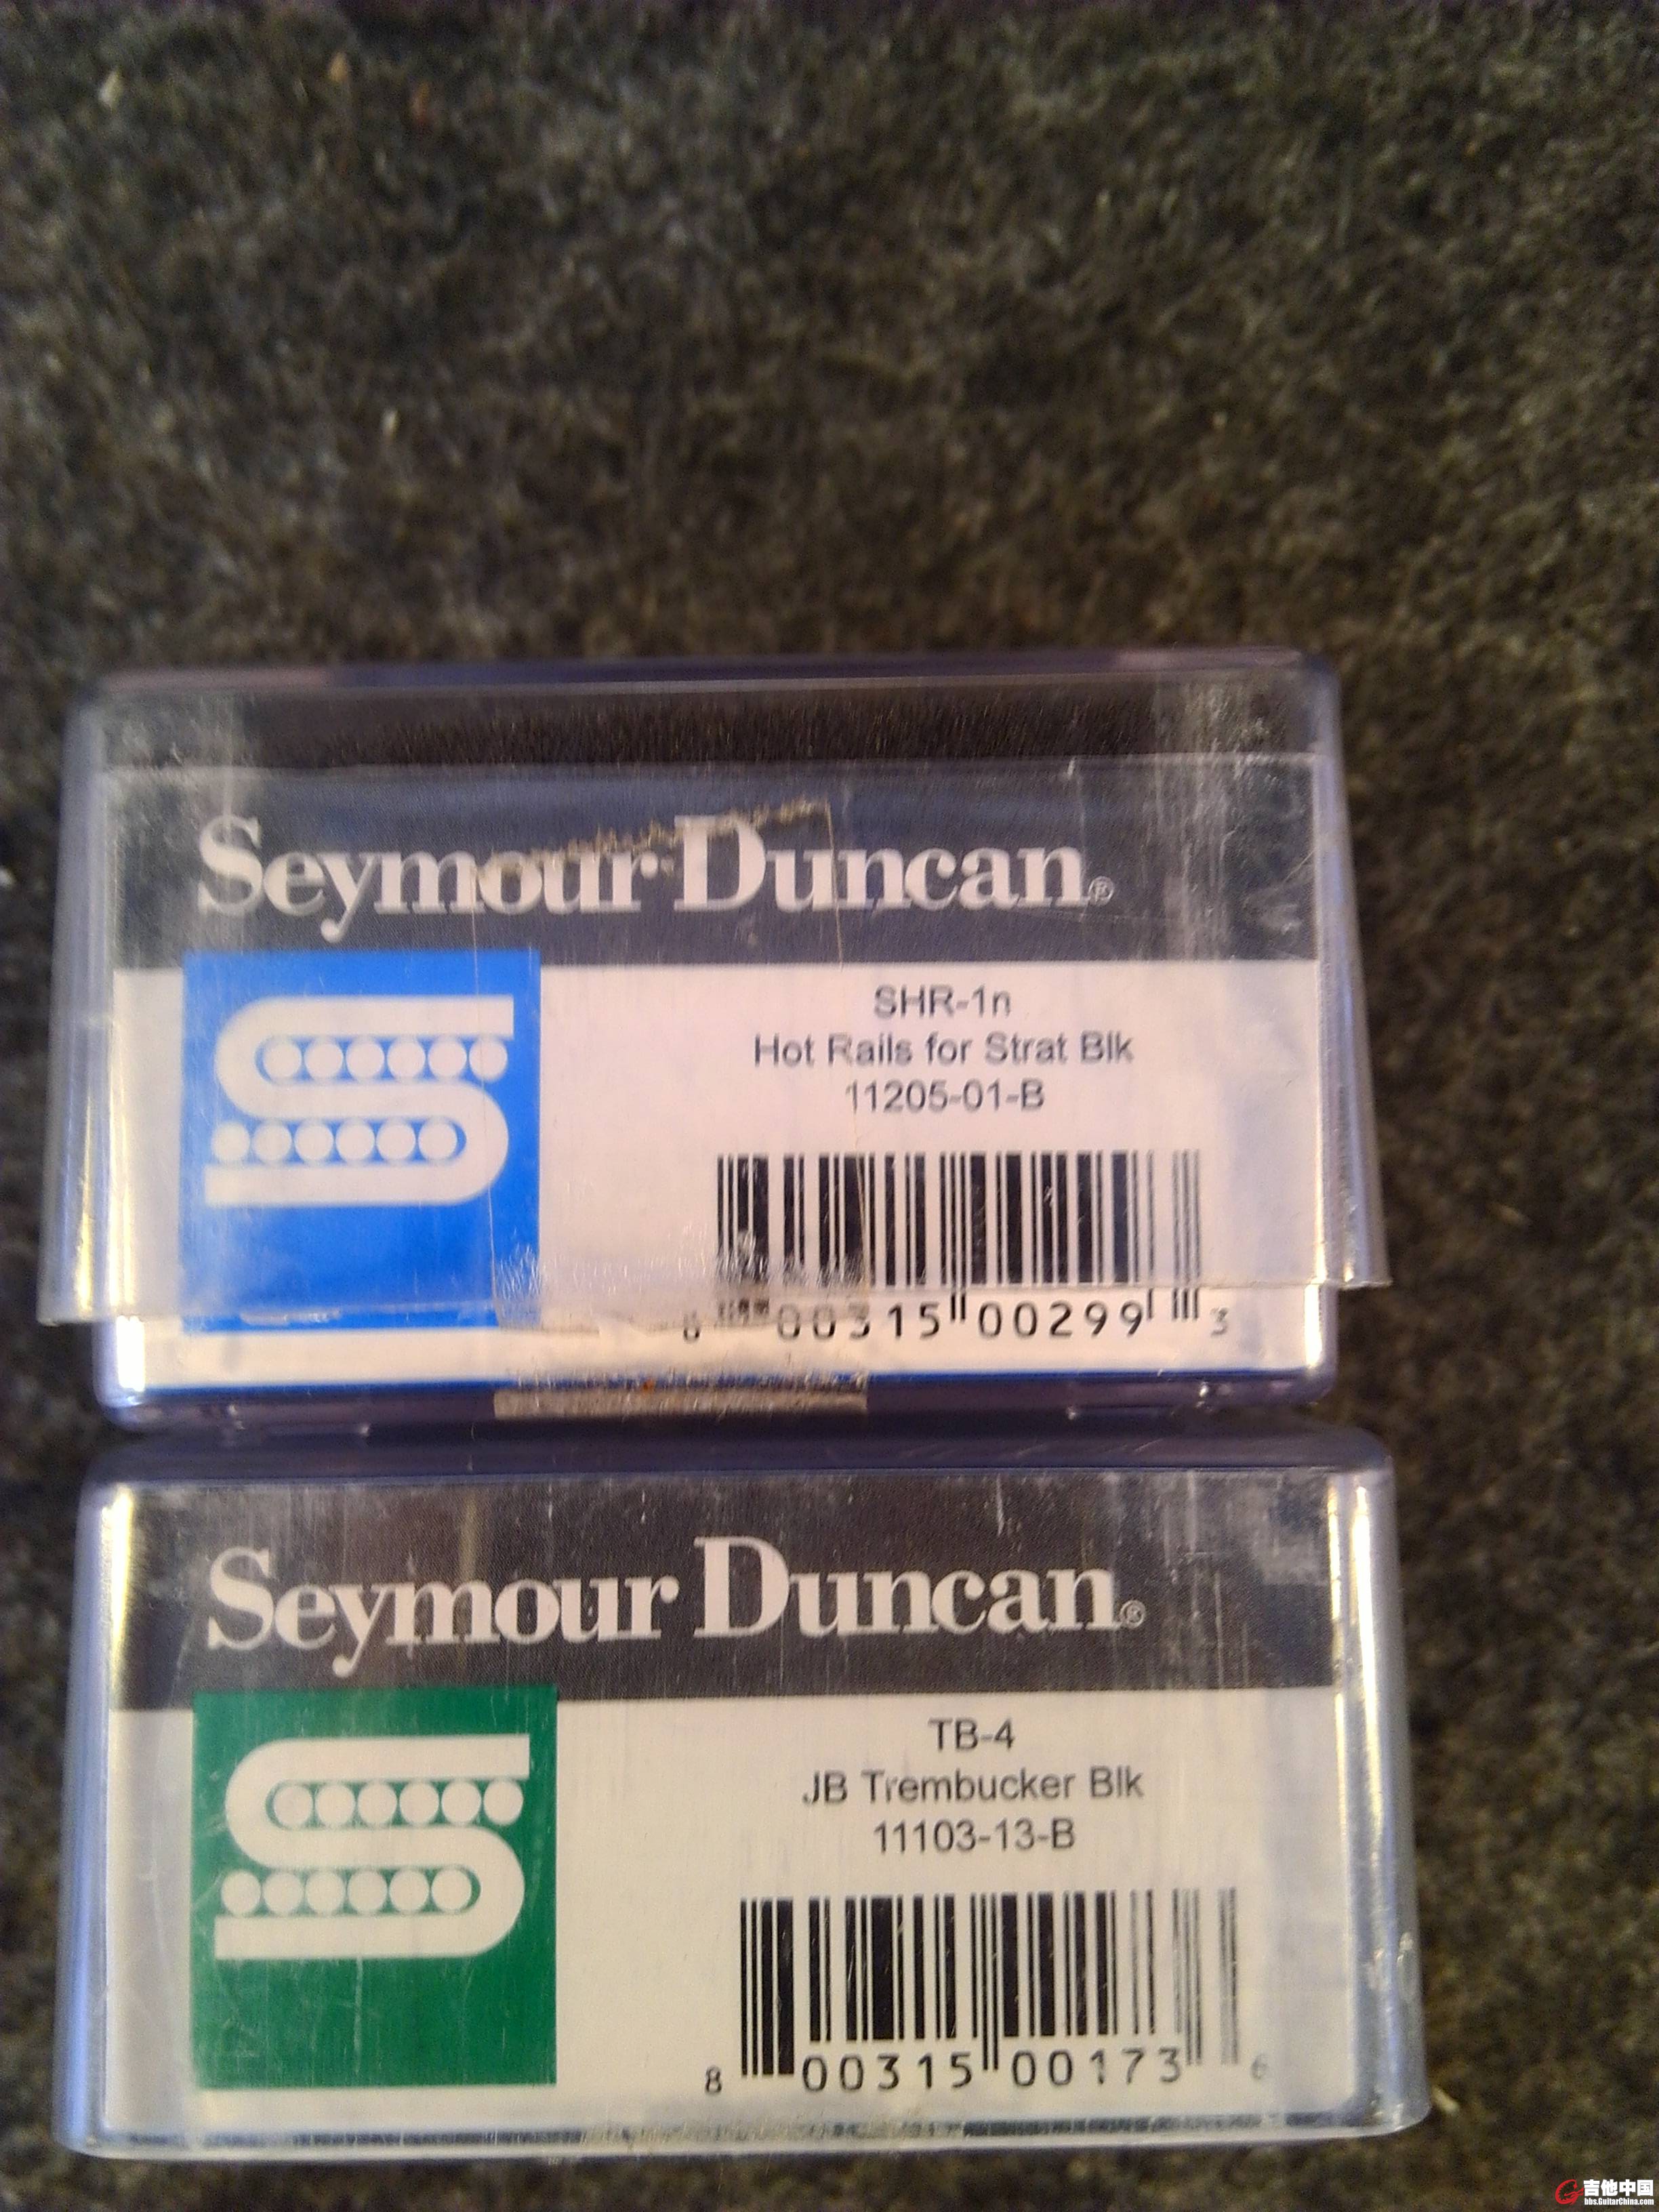 Seymour Duncan®
SHR-1n
Hot Rails for Strat Blk
11205-01-B
8 00315 00299 3
Seymour Duncan®
TB-4
JB Trembucker Blk
11103-13-B
8 00315 00173 6
吉他中国
bbs.GuitarChina.com